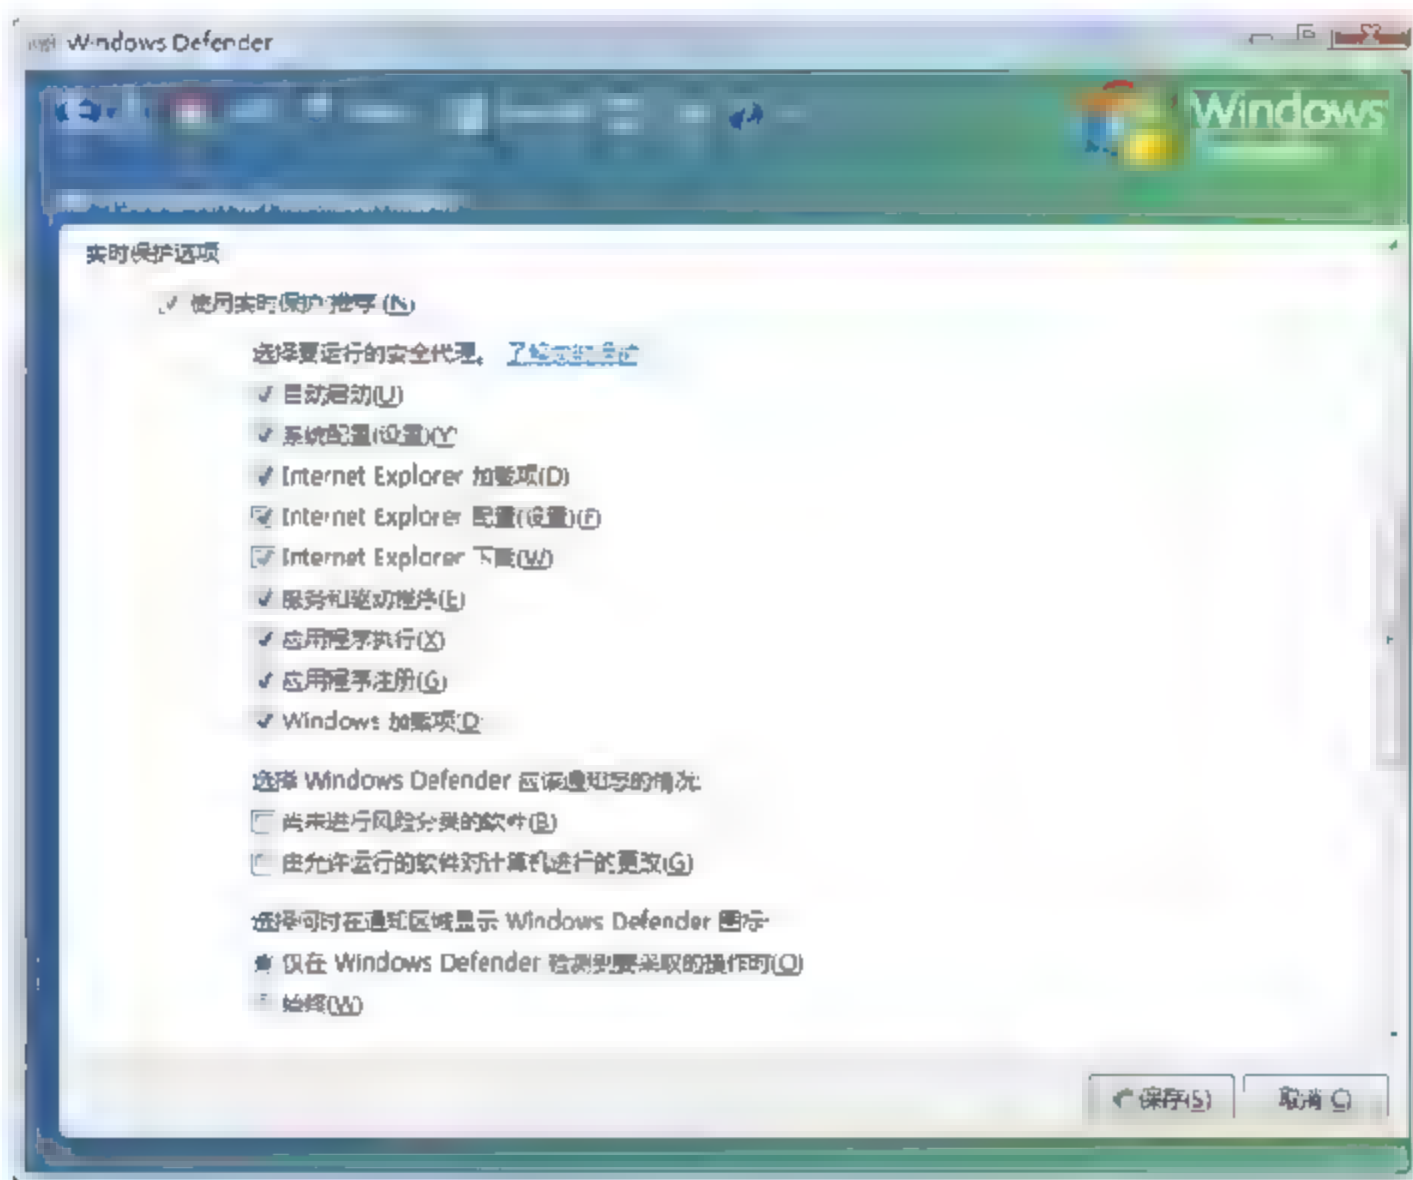 Windows Defender
Windows
实时保护选项
使用实时保护(推荐)(N)
选择要运行的安全代理。 了解实时保护
自动启动(U)
系统配置(设置)(Y)
Internet Explorer 加载项(D)
Internet Explorer 配置(设置)(F)
Internet Explorer 下载(W)
服务和驱动程序(E)
应用程序执行(X)
应用程序注册(G)
Windows 加载项(D)
选择 Windows Defender 应该通知您的情况:
尚未进行风险分类的软件(B)
由允许运行的软件对计算机进行的更改(G)
选择何时在通知区域显示 Windows Defender 图标:
仅在 Windows Defender 检测到要采取的操作时(O)
始终(W)
保存(S) 取消(C)